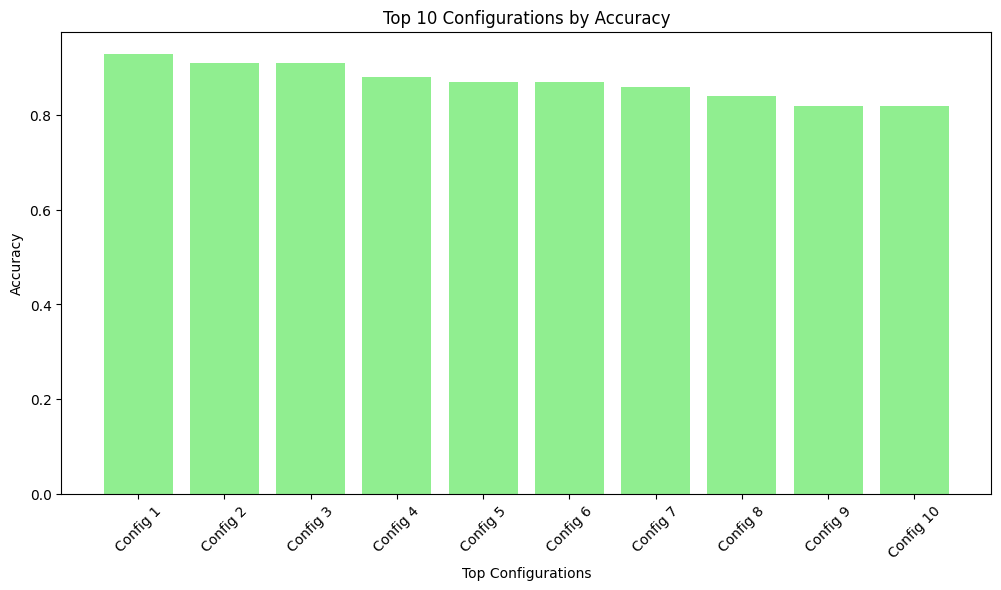 Top 10 Configurations by Accuracy
Accuracy
0.8
0.6
0.4
0.2
0.0
Config 1
Config 2
Config 3
Config 4
Config 5
Config 6
Config 7
Config 8
Config 9
Config 10
Top Configurations